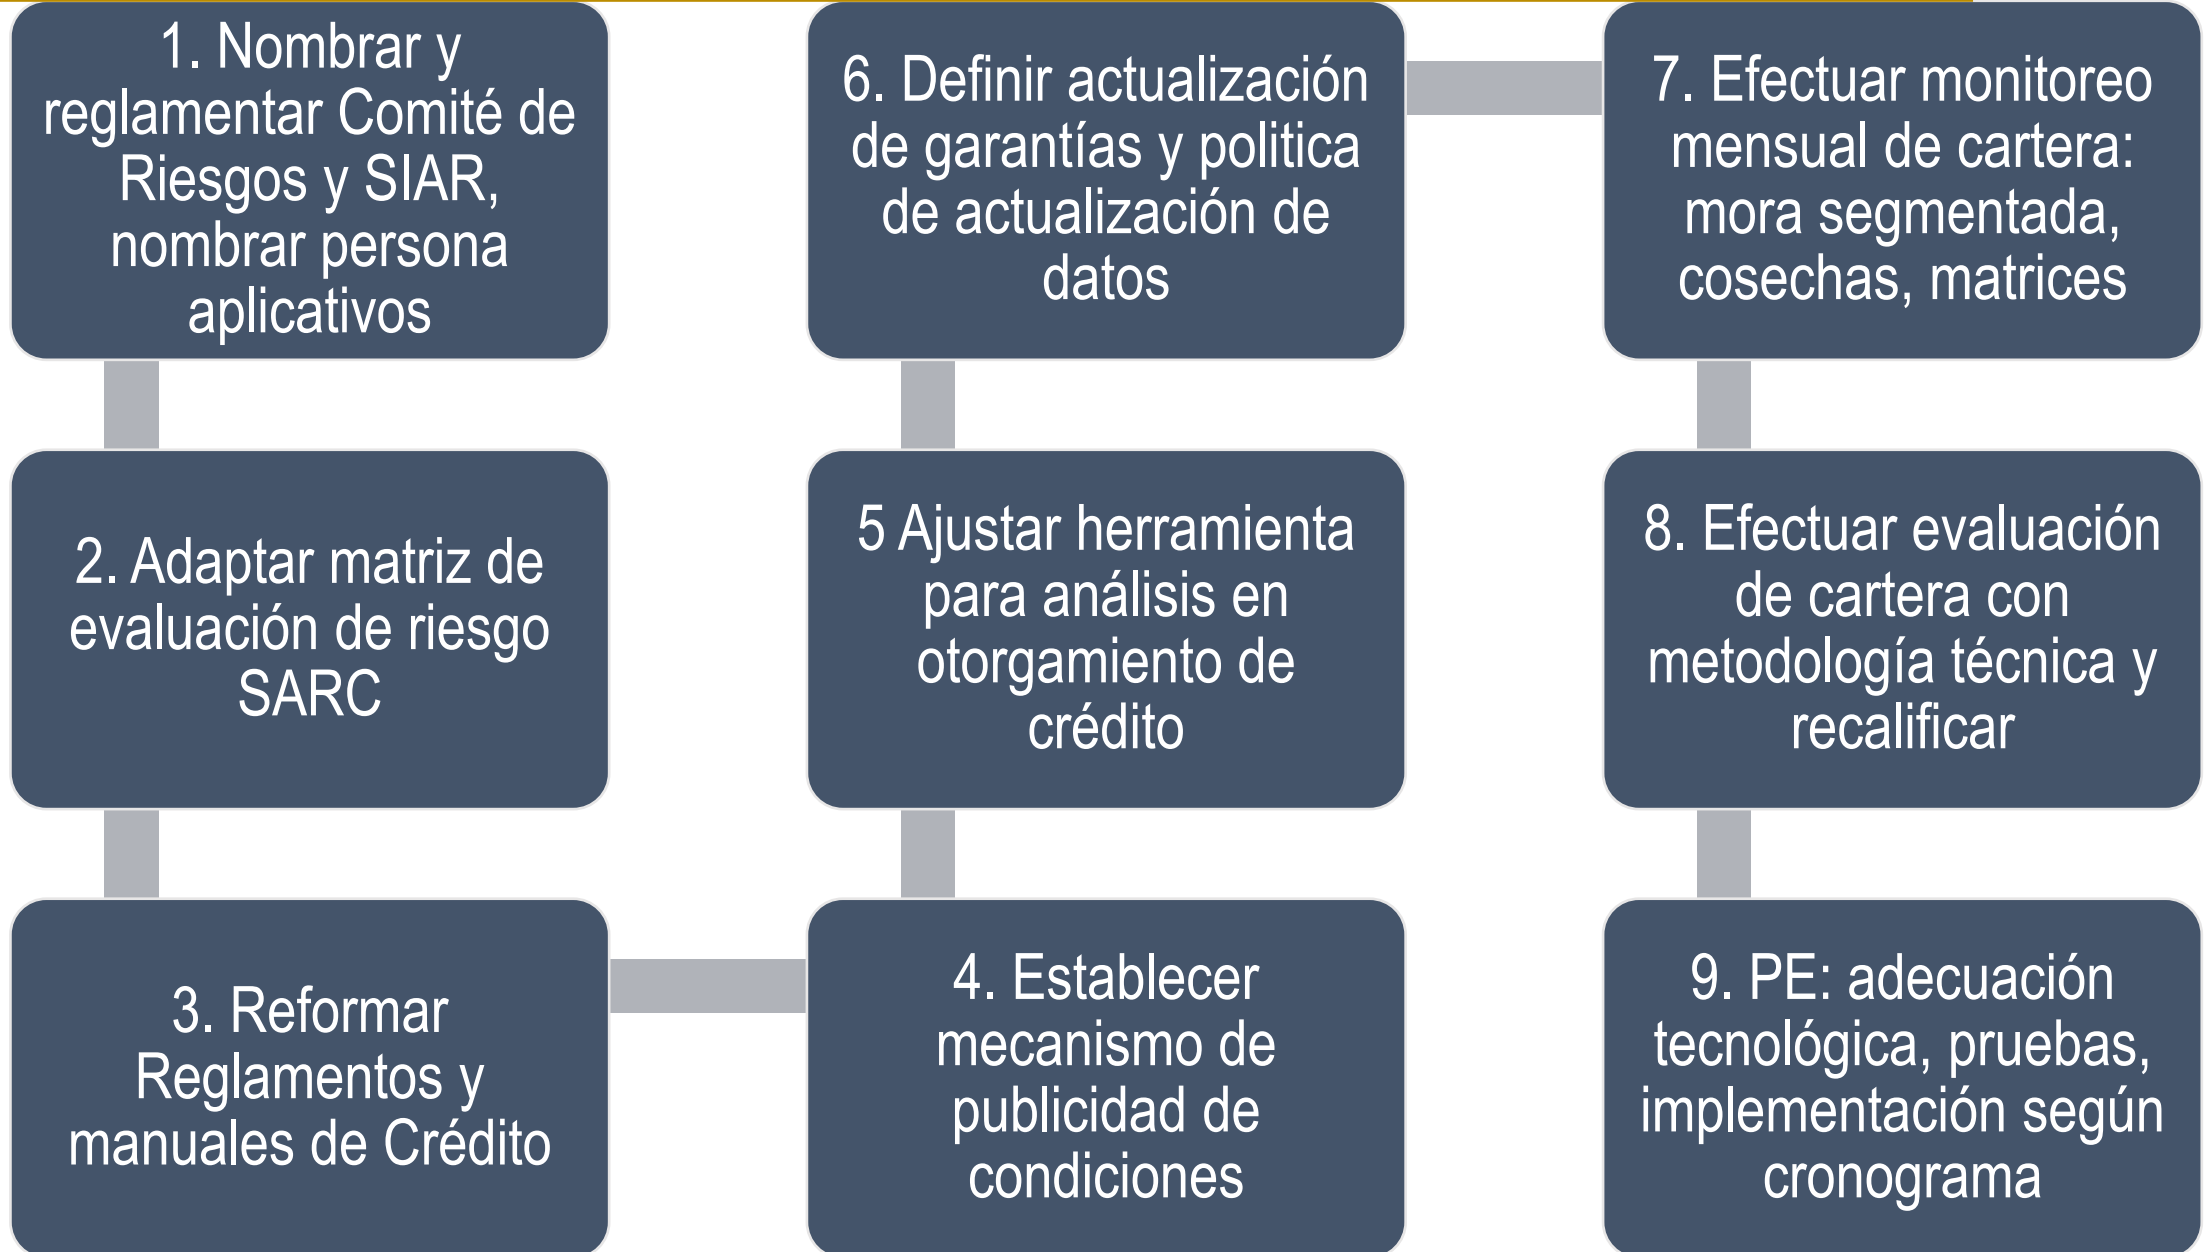 1. Nombrar y
reglamentar Comité de
Riesgos y SIAR,
nombrar persona
aplicativos
2. Adaptar matriz de
evaluación de riesgo
SARC
3. Reformar
Reglamentos y
manuales de Crédito
4. Establecer
mecanismo de
publicidad de
condiciones
5 Ajustar herramienta
para análisis en
otorgamiento de
crédito
6. Definir actualización
de garantías y politica
de actualización de
datos
7. Efectuar monitoreo
mensual de cartera:
mora segmentada,
cosechas, matrices
8. Efectuar evaluación
de cartera con
metodología técnica y
recalificar
9. PE: adecuación
tecnológica, pruebas,
implementación según
cronograma